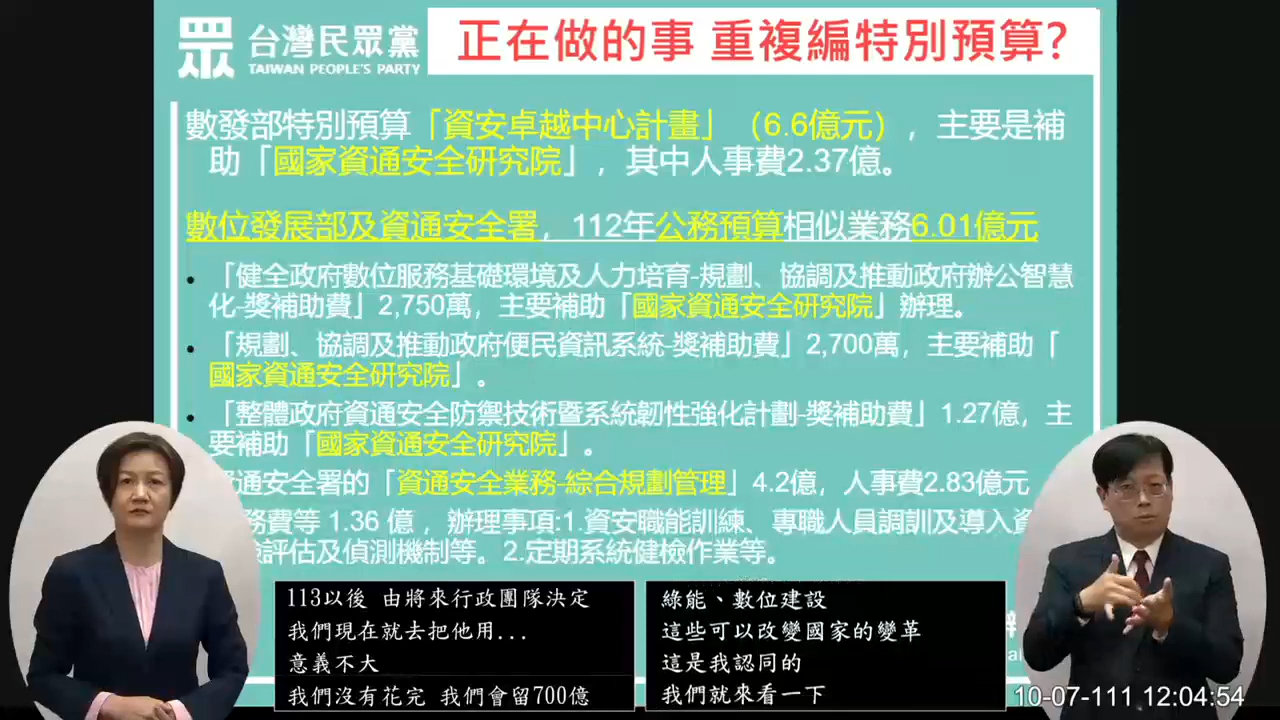 眾 台灣民眾黨
TAIWAN PEOPLE'S PARTY
正在做的事 重複編特別預算?
數發部特別預算「資安卓越中心計畫」（6.6億元），主要是補
助「國家資通安全研究院」，其中人事費2.37億。
數位發展部及資通安全署，112年公務預算相似業務6.01億元
• 「健全政府數位服務基礎環境及人力培育-規劃、協調及推動政府辦公智慧
化-獎補助費」2,750萬，主要補助「國家資通安全研究院」辦理。
• 「規劃、協調及推動政府便民資訊系統-獎補助費」2,700萬，主要補助「
國家資通安全研究院」。
• 「整體政府資通安全防禦技術暨系統韌性強化計劃-獎補助費」1.27億，主
要補助「國家資通安全研究院」。
資通安全署的「資通安全業務-綜合規劃管理」4.2億，人事費2.83億元
務費等 1.36 億 ，辦理事項:1.資安職能訓練、專職人員調訓及導入資
評估及偵測機制等。2.定期系統健檢作業等。
113以後 由將來行政團隊決定
我們現在就去把他用...
意義不大
我們沒有花完 我們會留700億
綠能、數位建設
這些可以改變國家的變革
這是我認同的
我們就來看一下
10-07-111 12:04:54